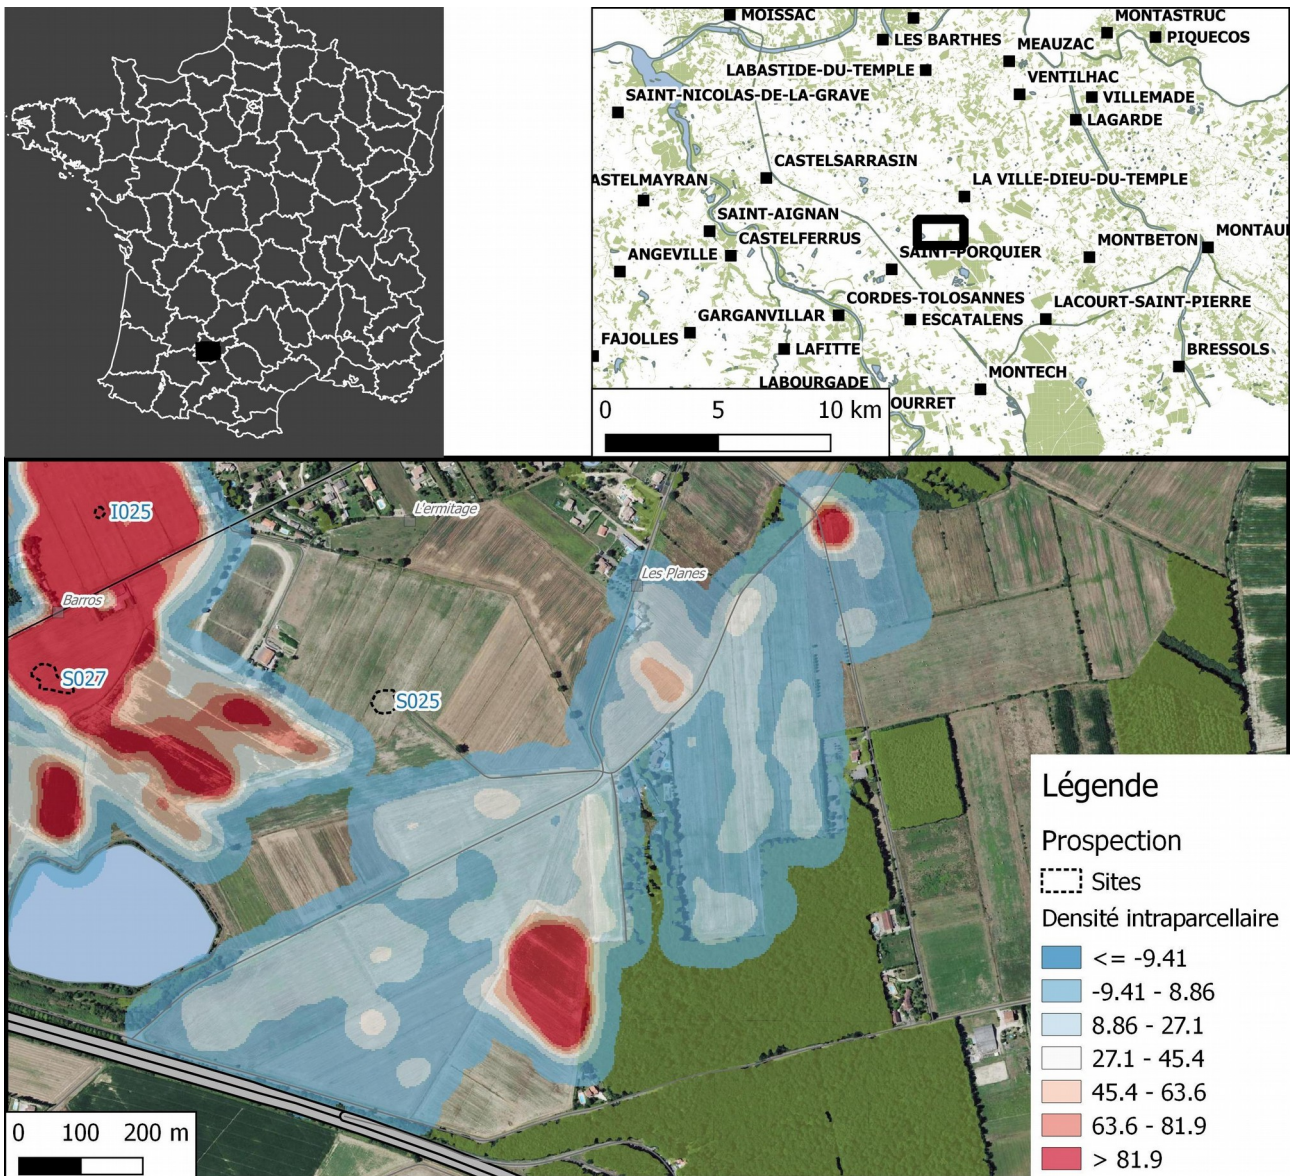 MOISSAC
MONTASTRUC
PIQUECOS
LES BARTHES
MEAUZAC
LABASTIDE-DU-TEMPLE
VENTILHAC
SAINT-NICOLAS-DE-LA-GRAVE
VILLEMADE
LAGARDE
CASTELSARRASIN
ASTELMAYRAN
LA VILLE-DIEU-DU-TEMPLE
SAINT-AIGNAN
CASTELFERRUS
MONTAU
ANGEVILLE
SAINT-PORQUIER
MONTBETON
CORDES-TOLOSANNES
LACOURT-SAINT-PIERRE
GARGANVILLAR
ESCATALENS
FAJOLLES
LAFITTE
BRESSOLS
LABOURGADE
MONTECH
OURRET
0 5 10 km
I025
L'ermitage
Les Planes
Barros
S027
S025
Légende
Prospection
Sites
Densité intraparcellaire
<= -9.41
-9.41 - 8.86
8.86 - 27.1
27.1 - 45.4
45.4 - 63.6
63.6 - 81.9
> 81.9
0 100 200 m